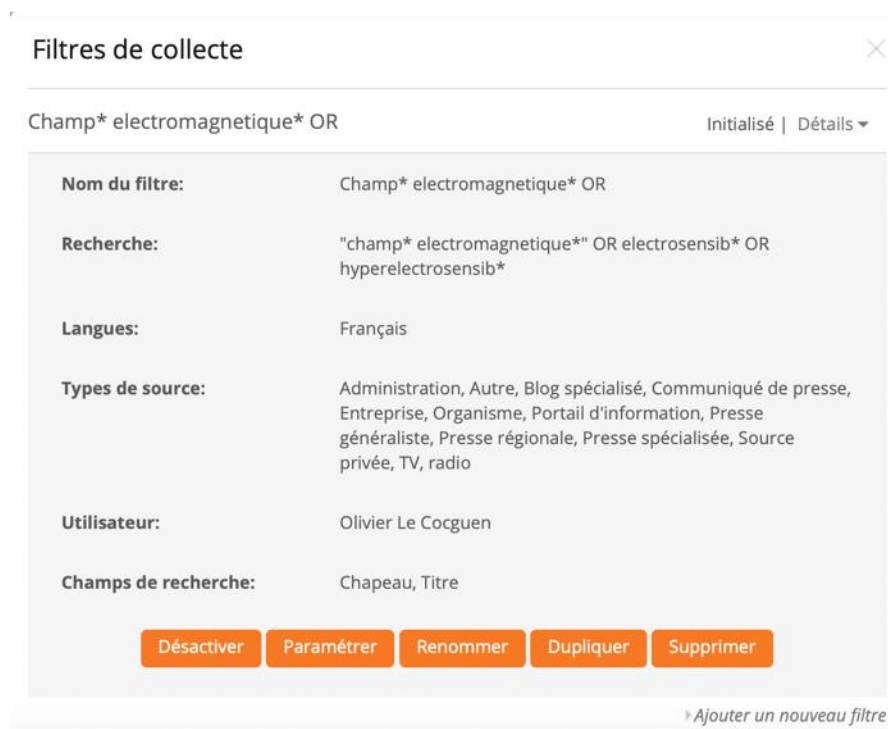 Filtres de collecte
Champ* electromagnetique* OR
Initialisé | Détails
Nom du filtre: Champ* electromagnetique* OR
Recherche: "champ* electromagnetique*" OR electrosensib* OR
hyperelectrosensib*
Langues: Français
Types de source: Administration, Autre, Blog spécialisé, Communiqué de presse,
Entreprise, Organisme, Portail d'information, Presse
généraliste, Presse régionale, Presse spécialisée, Source
privée, TV, radio
Utilisateur: Olivier Le Cocguen
Champs de recherche: Chapeau, Titre
Désactiver Paramétrer Renommer Dupliquer Supprimer
Ajouter un nouveau filtre